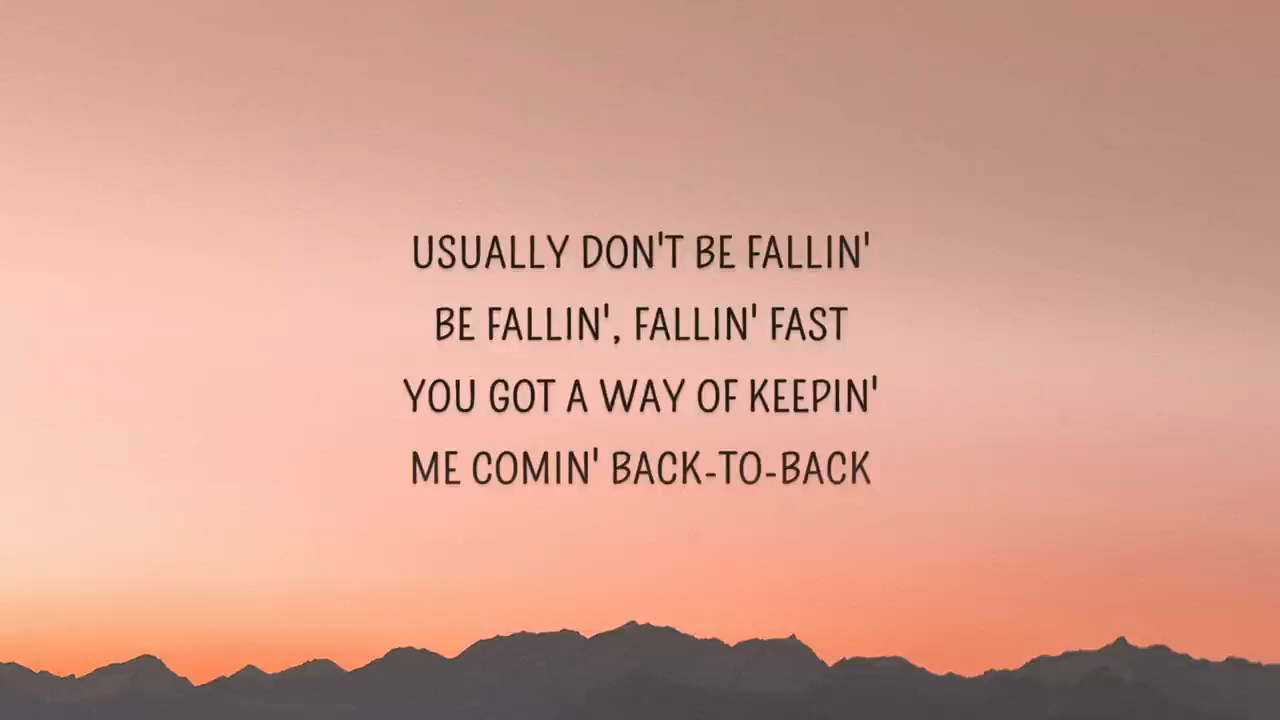 USUALLY DON'T BE FALLIN'
BE FALLIN', FALLIN' FAST
YOU GOT A WAY OF KEEPIN'
ME COMIN' BACK-TO-BACK